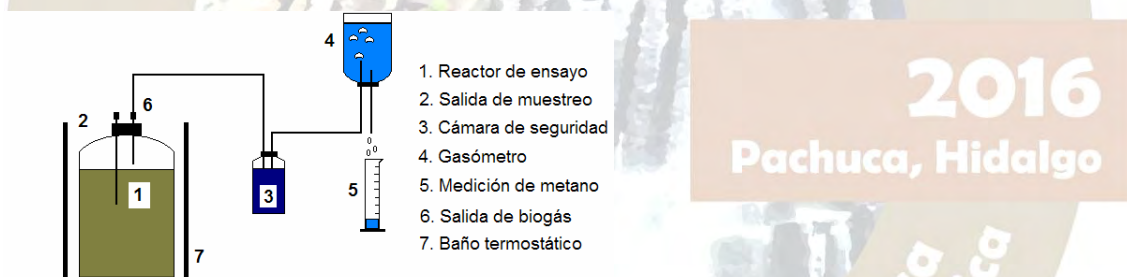 4
1. Reactor de ensayo
2. Salida de muestreo
3. Cámara de seguridad
4. Gasómetro
5. Medición de metano
6. Salida de biogás
7. Baño termostático
2
6
1
3
5
7
2016
Pachuca, Hidalgo